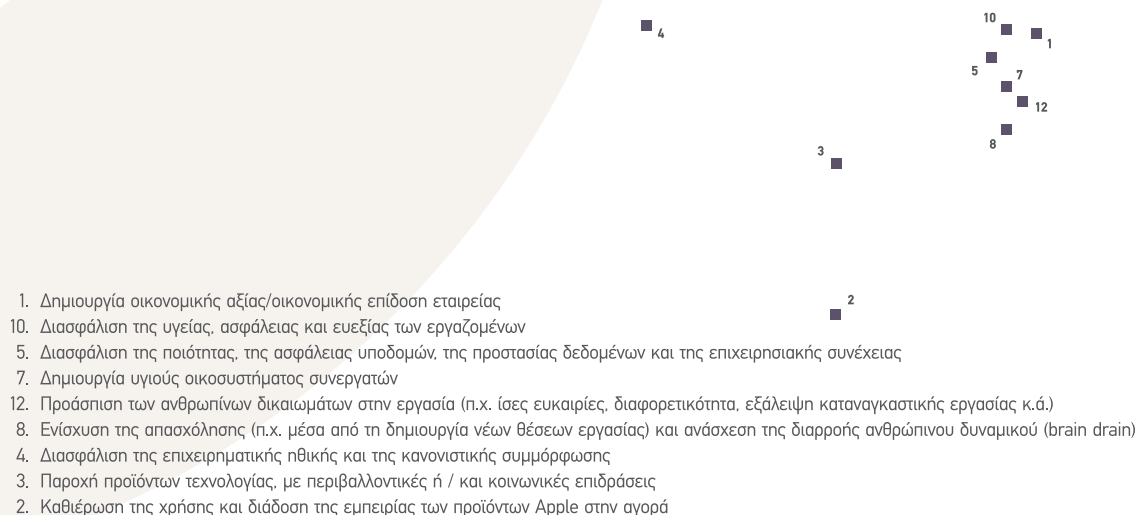 10
4
1
5
7
12
8
3
2
1. Δημιουργία οικονομικής αξίας/οικονομικής επίδοση εταιρείας
10. Διασφάλιση της υγείας, ασφάλειας και ευεξίας των εργαζομένων
5. Διασφάλιση της ποιότητας, της ασφάλειας υποδομών, της προστασίας δεδομένων και της επιχειρησιακής συνέχειας
7. Δημιουργία υγιούς οικοσυστήματος συνεργατών
12. Προάσπιση των ανθρωπίνων δικαιωμάτων στην εργασία (π.χ. ίσες ευκαιρίες, διαφορετικότητα, εξάλειψη καταναγκαστικής εργασίας κ.ά.)
8. Ενίσχυση της απασχόλησης (π.χ. μέσα από τη δημιουργία νέων θέσεων εργασίας) και ανάσχεση της διαρροής ανθρώπινου δυναμικού (brain drain)
4. Διασφάλιση της επιχειρηματικής ηθικής και της κανονιστικής συμμόρφωσης
3. Παροχή προϊόντων τεχνολογίας, με περιβαλλοντικές ή / και κοινωνικές επιδράσεις
2. Καθιέρωση της χρήσης και διάδοση της εμπειρίας των προϊόντων Apple στην αγορά